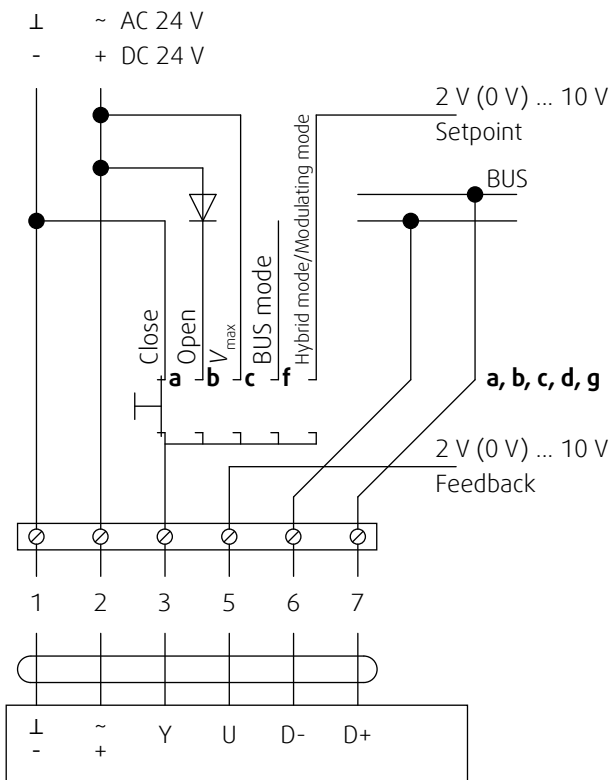 ⊥ ~ AC 24 V
- + DC 24 V
2 V (0 V) ... 10 V
Setpoint
BUS
Close
Open
Vmax
BUS mode
Hybrid mode/Modulating mode
a b c f
a, b, c, d, g
2 V (0 V) ... 10 V
Feedback
1 2 3 5 6 7
⊥ ~ Y U D- D+
- +